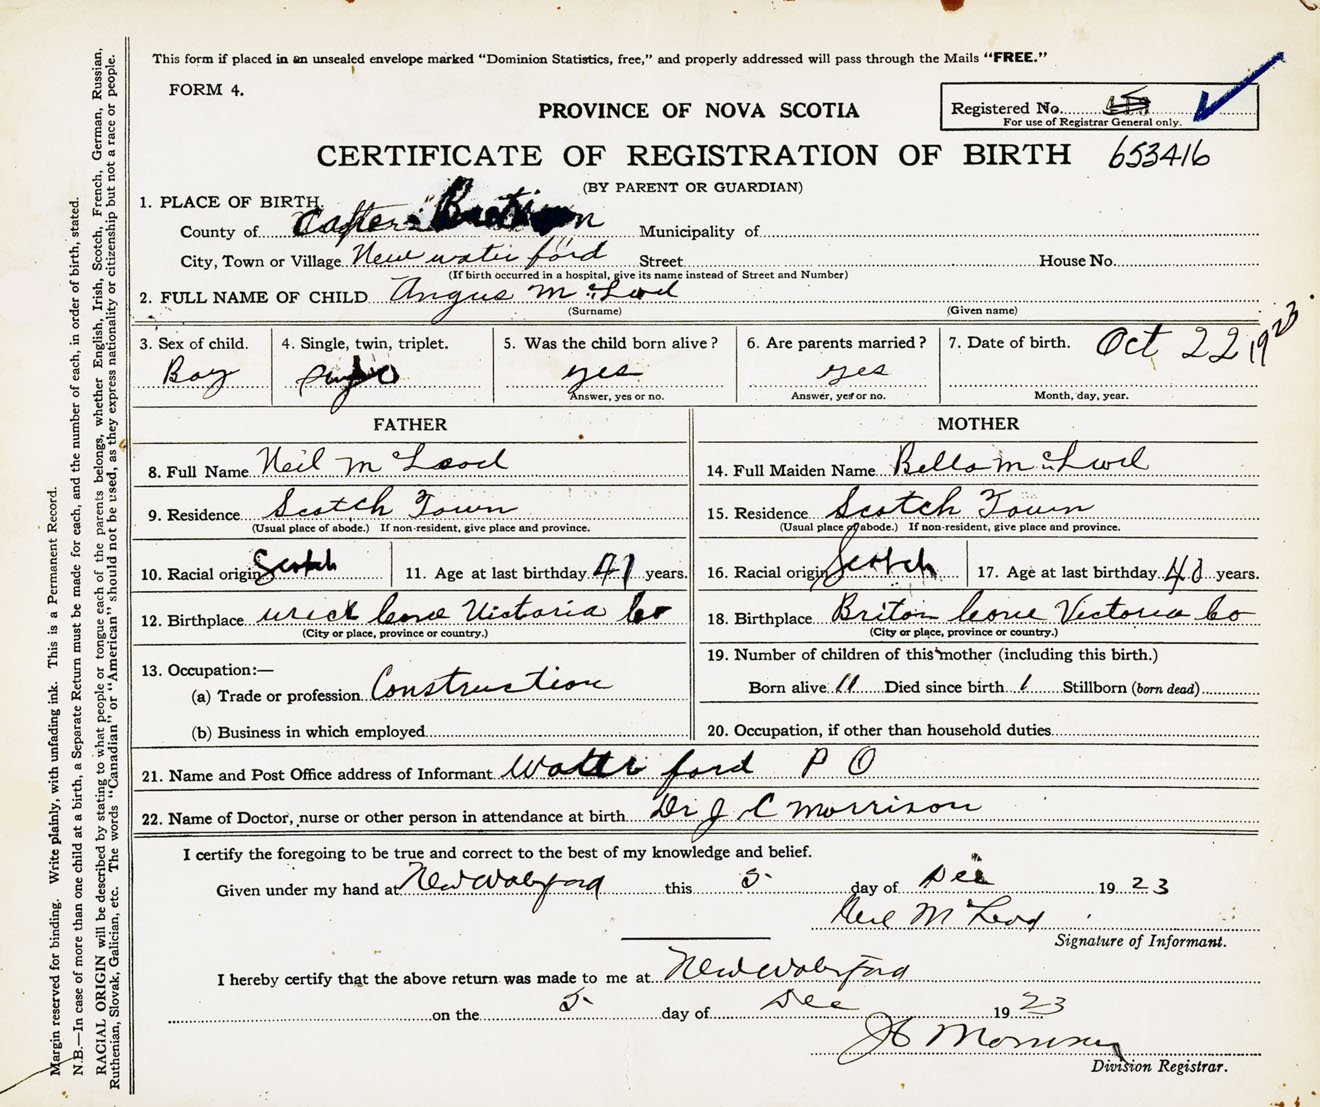 This form if placed in an unsealed envelope marked "Dominion Statistics, free," and properly addressed will pass through the Mails "FREE."
FORM 4.
PROVINCE OF NOVA SCOTIA
Registered No.
For use of Registrar General only.
CERTIFICATE OF REGISTRATION OF BIRTH 653416
(BY PARENT OR GUARDIAN)
1. PLACE OF BIRTH.
County of Municipality of
City, Town or Village New water ford Street House No.
(If birth occurred in a hospital, give its name instead of Street and Number)
2. FULL NAME OF CHILD Angus McLeod
(Surname) (Given name)
3. Sex of child. 4. Single, twin, triplet. 5. Was the child born alive? 6. Are parents married? 7. Date of birth. Oct 22 1923
Boy yes yes
Answer, yes or no. Answer, yes or no. Month, day, year.
FATHER MOTHER
8. Full Name Neil McLeod 14. Full Maiden Name Bella McLeod
9. Residence Scotch Town 15. Residence Scotch Town
(Usual place of abode.) If non-resident, give place and province. (Usual place of abode.) If non-resident, give place and province.
10. Racial origin Scotch 11. Age at last birthday 41 years. 16. Racial origin Scotch 17. Age at last birthday years.
12. Birthplace wreck Cove Victoria Co 18. Birthplace Briton Cove Victoria Co
(City or place, province or country.) (City or place, province or country.)
13. Occupation:— 19. Number of children of this mother (including this birth.)
(a) Trade or profession Construction Born alive 11 Died since birth 1 Stillborn (born dead)
(b) Business in which employed 20. Occupation, if other than household duties
21. Name and Post Office address of Informant Water ford P O
22. Name of Doctor, nurse or other person in attendance at birth Dr J C Morrison
I certify the foregoing to be true and correct to the best of my knowledge and belief.
Given under my hand at New Waterford this 5 day of Dec 1923
Neil McLeod
Signature of Informant.
I hereby certify that the above return was made to me at New Waterford
on the 5 day of Dec 1923
Morrison
Division Registrar.
Margin reserved for binding. Write plainly, with unfading ink. This is a Permanent Record.
N.B.—In case of more than one child at a birth, a Separate Return must be made for each, and the number of each, in order of birth, stated.
RACIAL ORIGIN will be described by stating to what people or tongue each of the parents belongs, whether English, Irish, Scotch, French, German, Russian,
Ruthenian, Slovak, Galician, etc. The words "Canadian" or "American" should not be used, as they express nationality or citizenship but not a race or people.